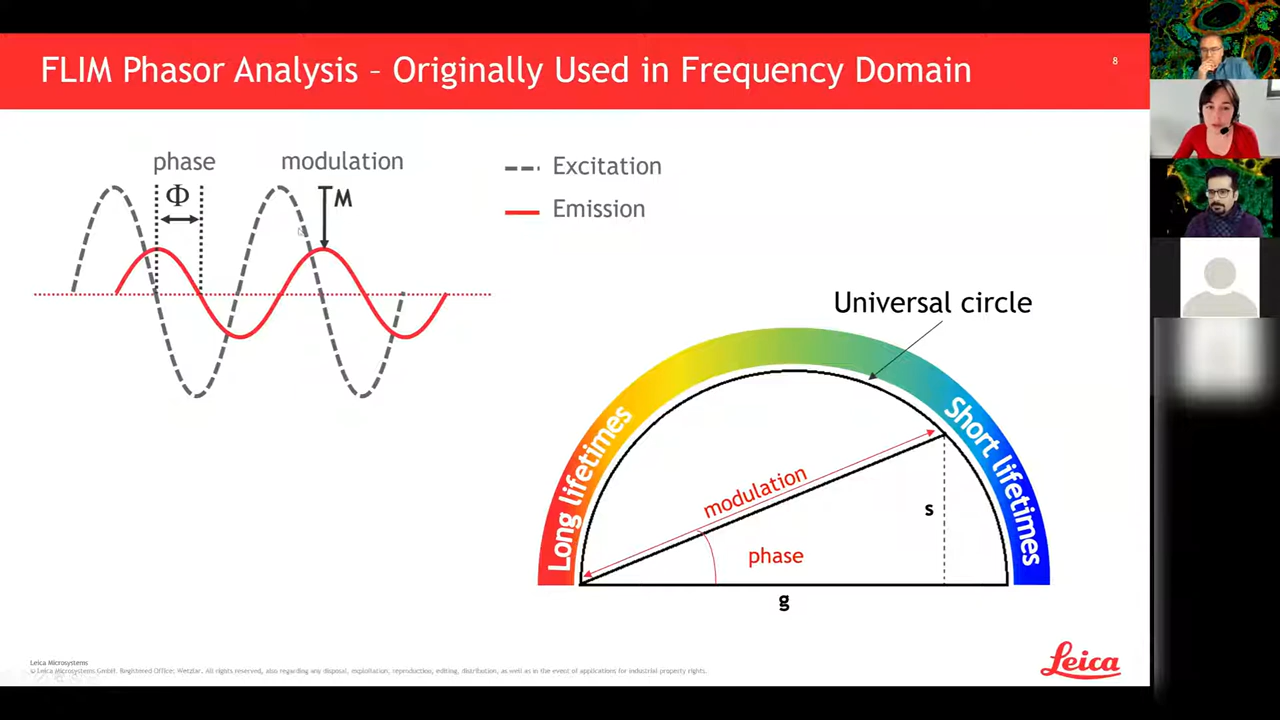 FLIM Phasor Analysis – Originally Used in Frequency Domain
8
phase
modulation
Φ
M
Excitation
Emission
Universal circle
Long lifetimes
Short lifetimes
modulation
s
phase
g
Leica Microsystems
© Leica Microsystems GmbH. Registered Office: Wetzlar. All rights reserved, also regarding any disposal, exploitation, reproduction, editing, distribution, as well as in the event of applications for industrial property rights.
Leica